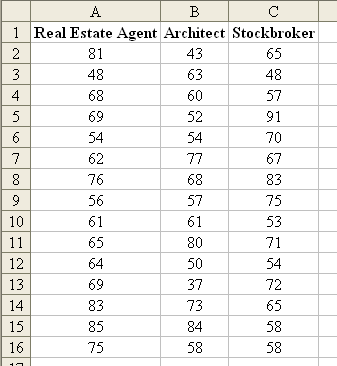 A B C
1 Real Estate Agent Architect Stockbroker
2 81 43 65
3 48 63 48
4 68 60 57
5 69 52 91
6 54 54 70
7 62 77 67
8 76 68 83
9 56 57 75
10 61 61 53
11 65 80 71
12 64 50 54
13 69 37 72
14 83 73 65
15 85 84 58
16 75 58 58